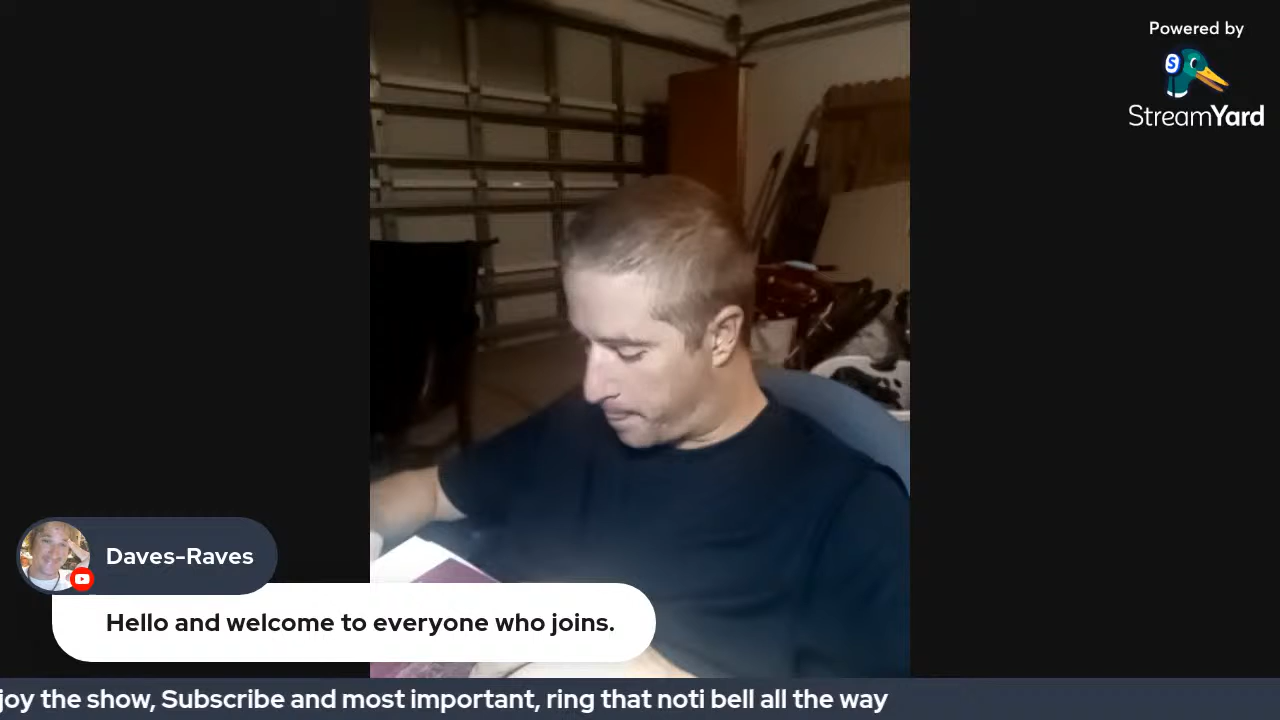 Powered by
S
StreamYard
Daves-Raves
Hello and welcome to everyone who joins.
joy the show, Subscribe and most important, ring that noti bell all the way